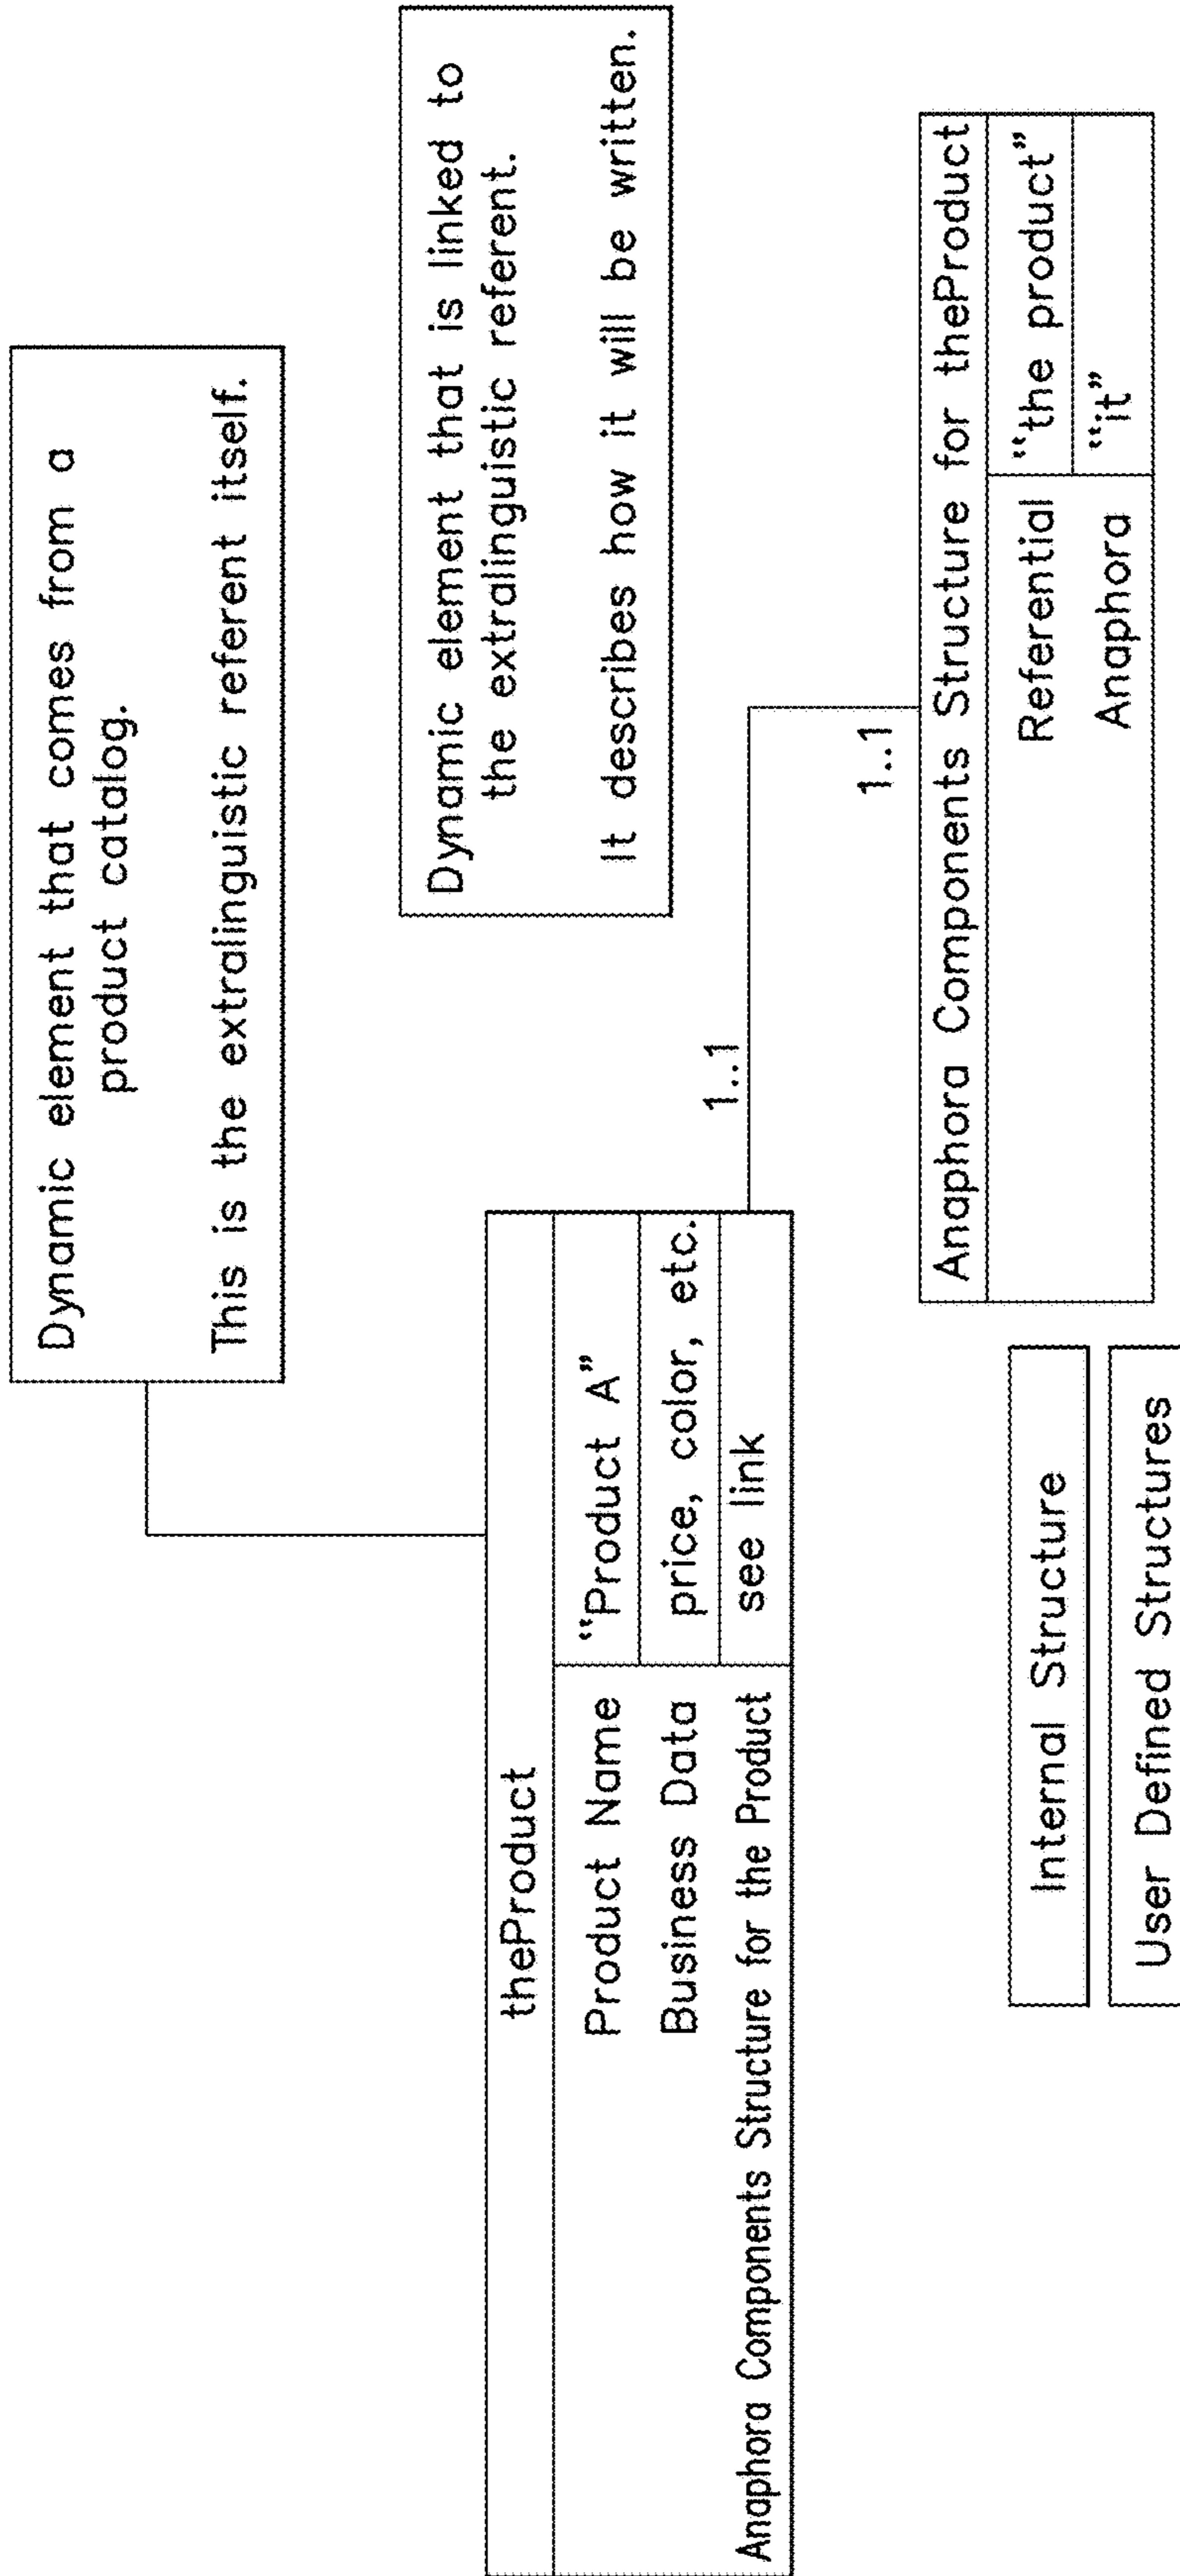 Dynamic element that comes from a
product catalog.
This is the extralinguistic referent itself.
Dynamic element that is linked to
the extralinguistic referent.
It describes how it will be written.
theProduct
Product Name “Product A”
Business Data price, color, etc.
Anaphora Components Structure for the Product see link
1..1
1..1
Anaphora Components Structure for theProduct
Referential “the product”
Anaphora “it”
Internal Structure
User Defined Structures